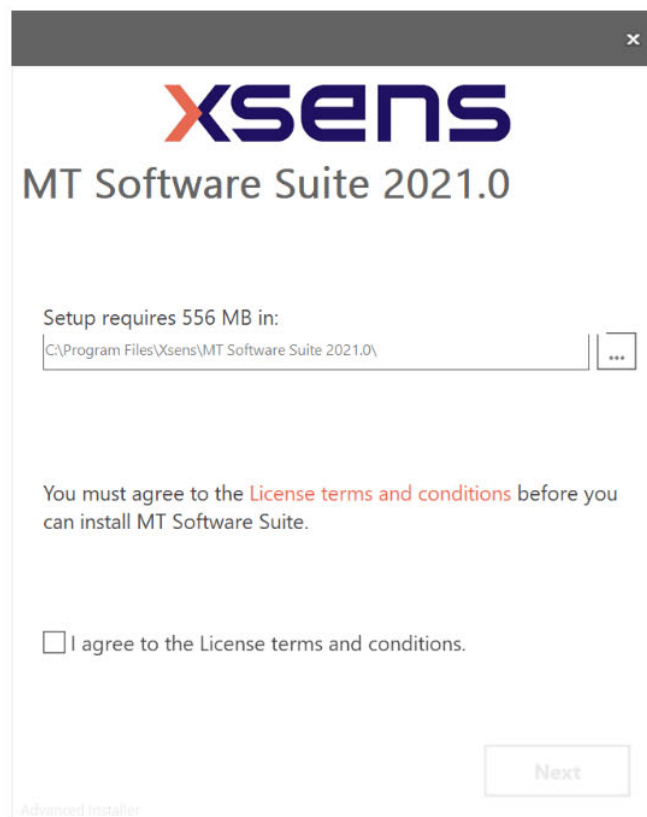 xsens
MT Software Suite 2021.0
Setup requires 556 MB in:
C:\Program Files\Xsens\MT Software Suite 2021.0\
...
You must agree to the License terms and conditions before you
can install MT Software Suite.
I agree to the License terms and conditions.
Next
Advanced Installer